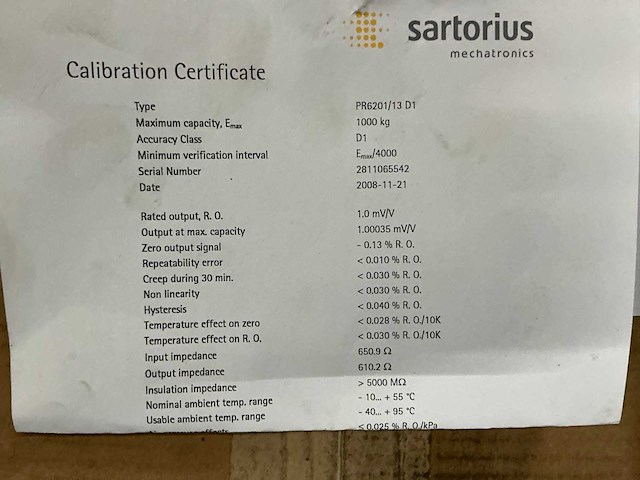 sartorius
mechatronics
Calibration Certificate
Type PR6201/13 D1
Maximum capacity, Emax 1000 kg
Accuracy Class D1
Minimum verification interval Emax/4000
Serial Number 2811065542
Date 2008-11-21
Rated output, R. O. 1.0 mV/V
Output at max. capacity 1.00035 mV/V
Zero output signal - 0.13 % R. O.
Repeatability error < 0.010 % R. O.
Creep during 30 min. < 0.030 % R. O.
Non linearity < 0.030 % R. O.
Hysteresis < 0.040 % R. O.
Temperature effect on zero < 0.028 % R. O./10K
Temperature effect on R. O. < 0.030 % R. O./10K
Input impedance 650.9 Ω
Output impedance 610.2 Ω
Insulation impedance > 5000 MΩ
Nominal ambient temp. range - 10... + 55 °C
Usable ambient temp. range - 40... + 95 °C
< 0.025 % R. O./kPa